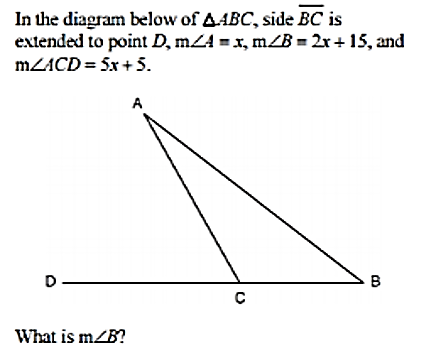 In the diagram below of △ABC, side B̅C̅ is
extended to point D, m∠A = x, m∠B = 2x + 15, and
m∠ACD = 5x + 5.
A
D
C
B
What is m∠B?